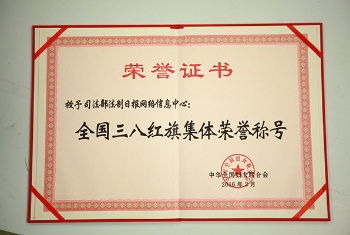 荣誉证书
授予司法部法制日报网络信息中心:
全国三八红旗集体荣誉称号
中华全国妇女联合会
2016年2月